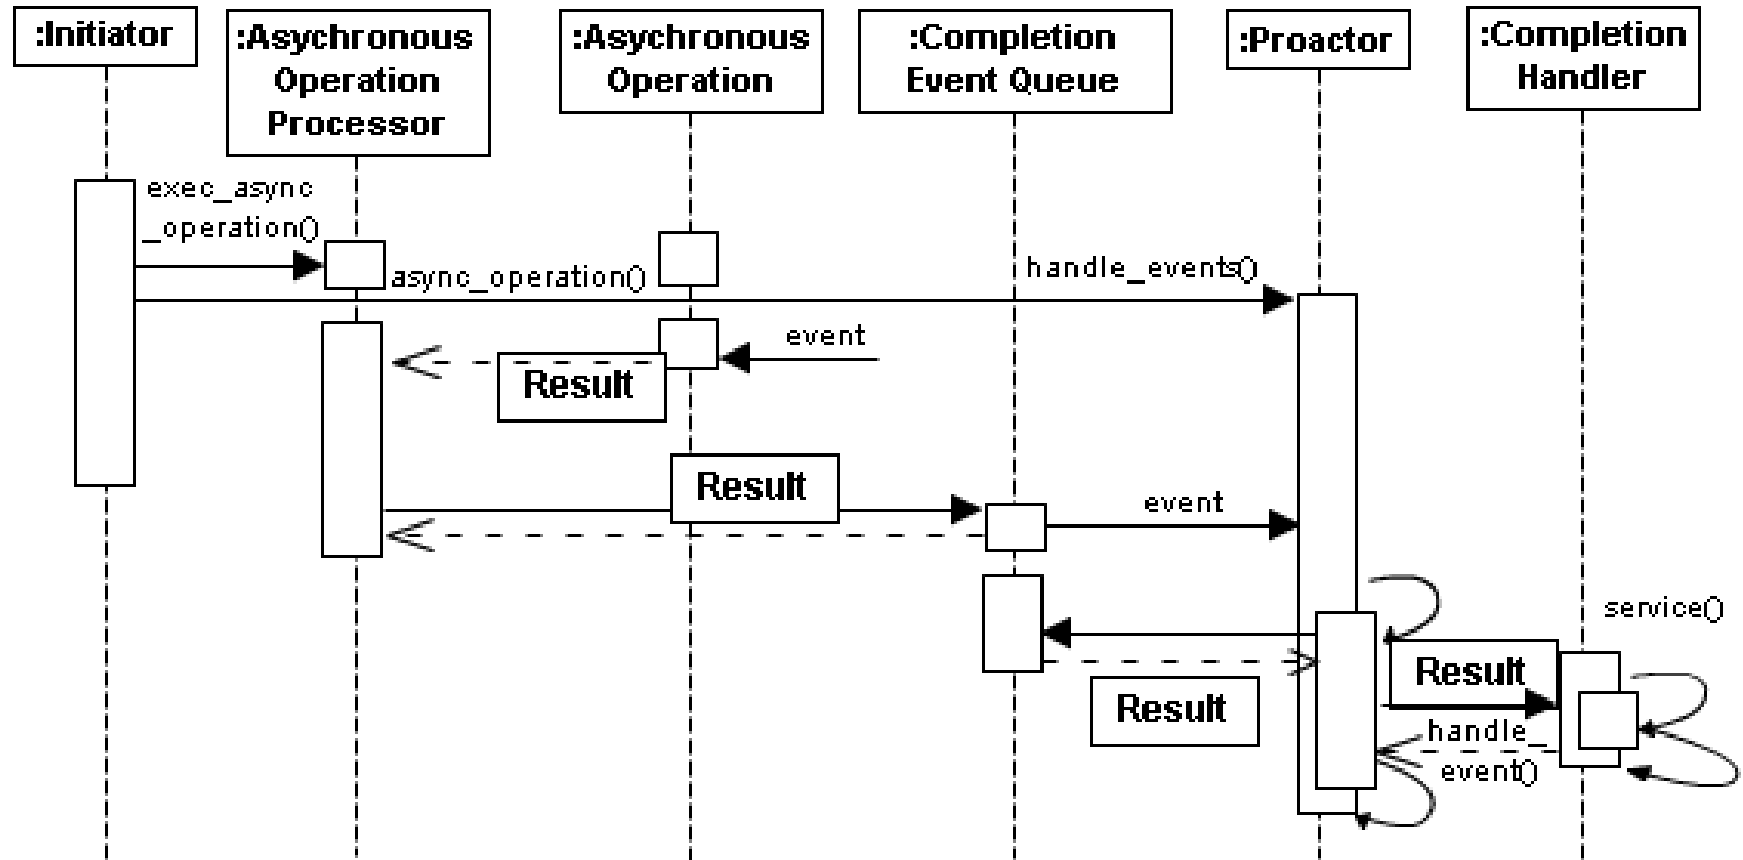 :Initiator
:Asychronous
Operation
Processor
:Asychronous
Operation
:Completion
Event Queue
:Proactor
:Completion
Handler
exec_async
_operation()
async_operation()
handle_events()
event
Result
Result
event
service()
Result
Result
handle_
event()